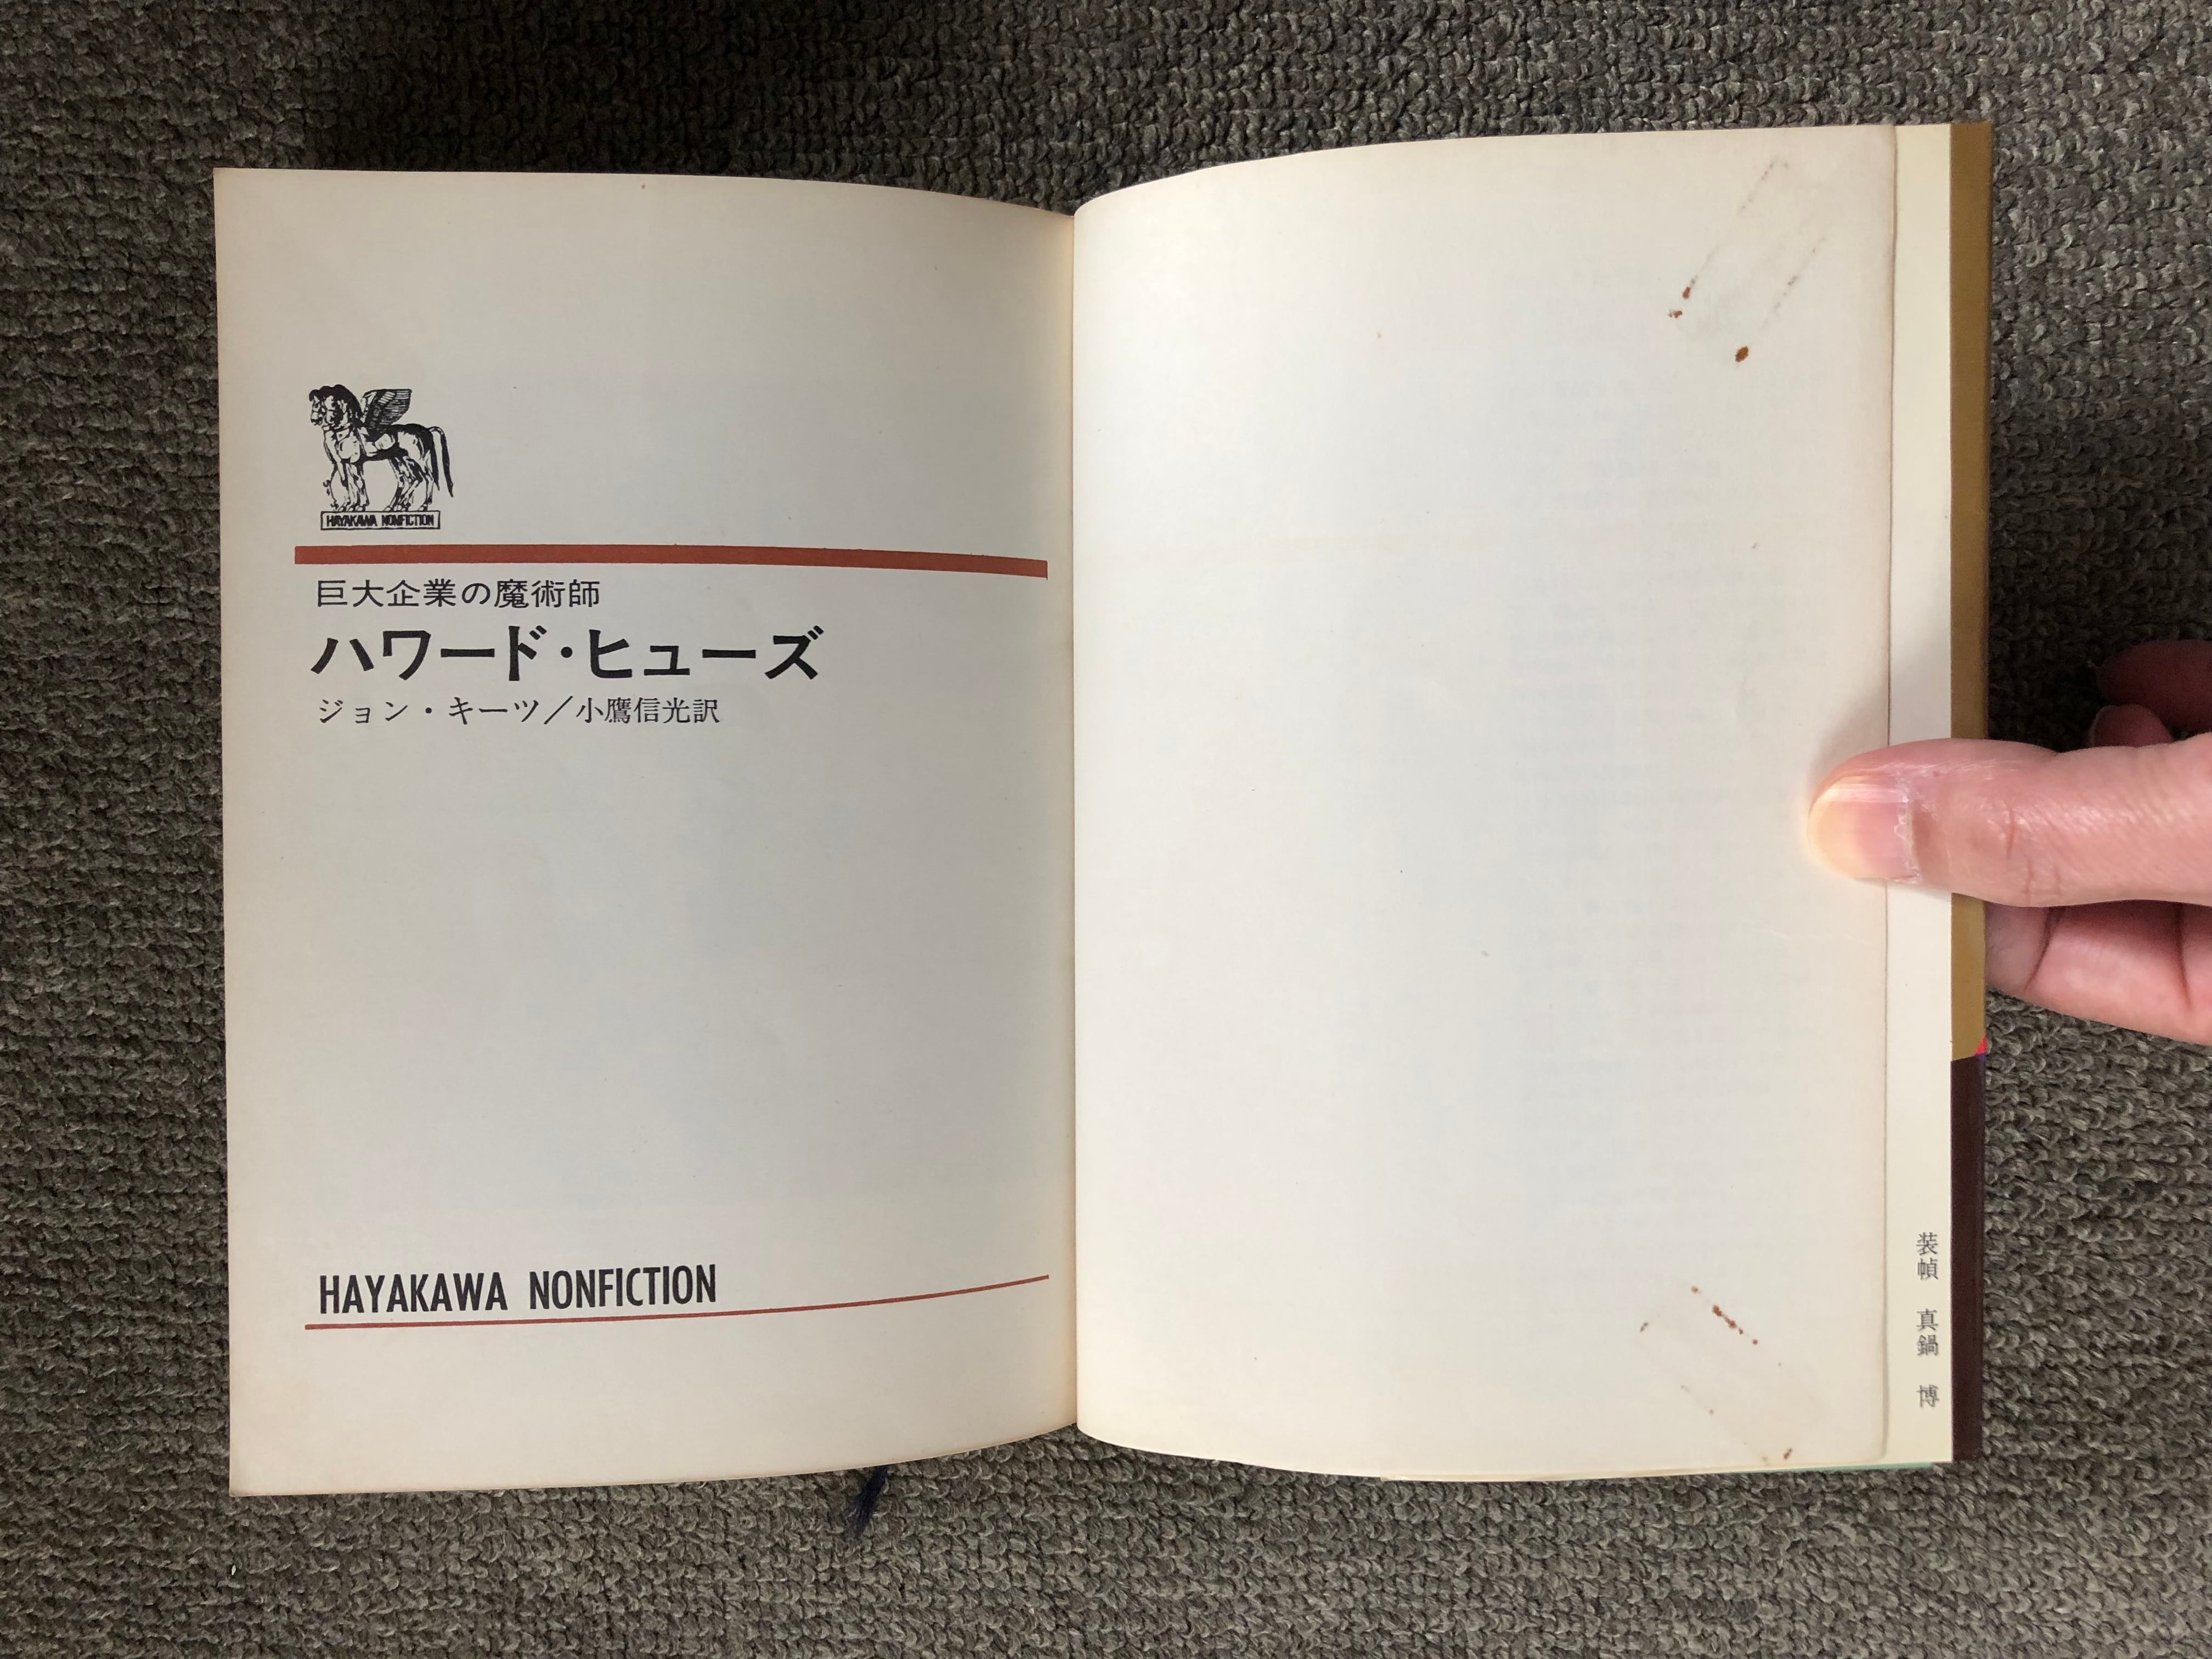 HAYAKAWA NONFICTION
巨大企業の魔術師
ハワード・ヒューズ
ジョン・キーツ／小鷹信光訳
HAYAKAWA NONFICTION
装幀 真鍋 博